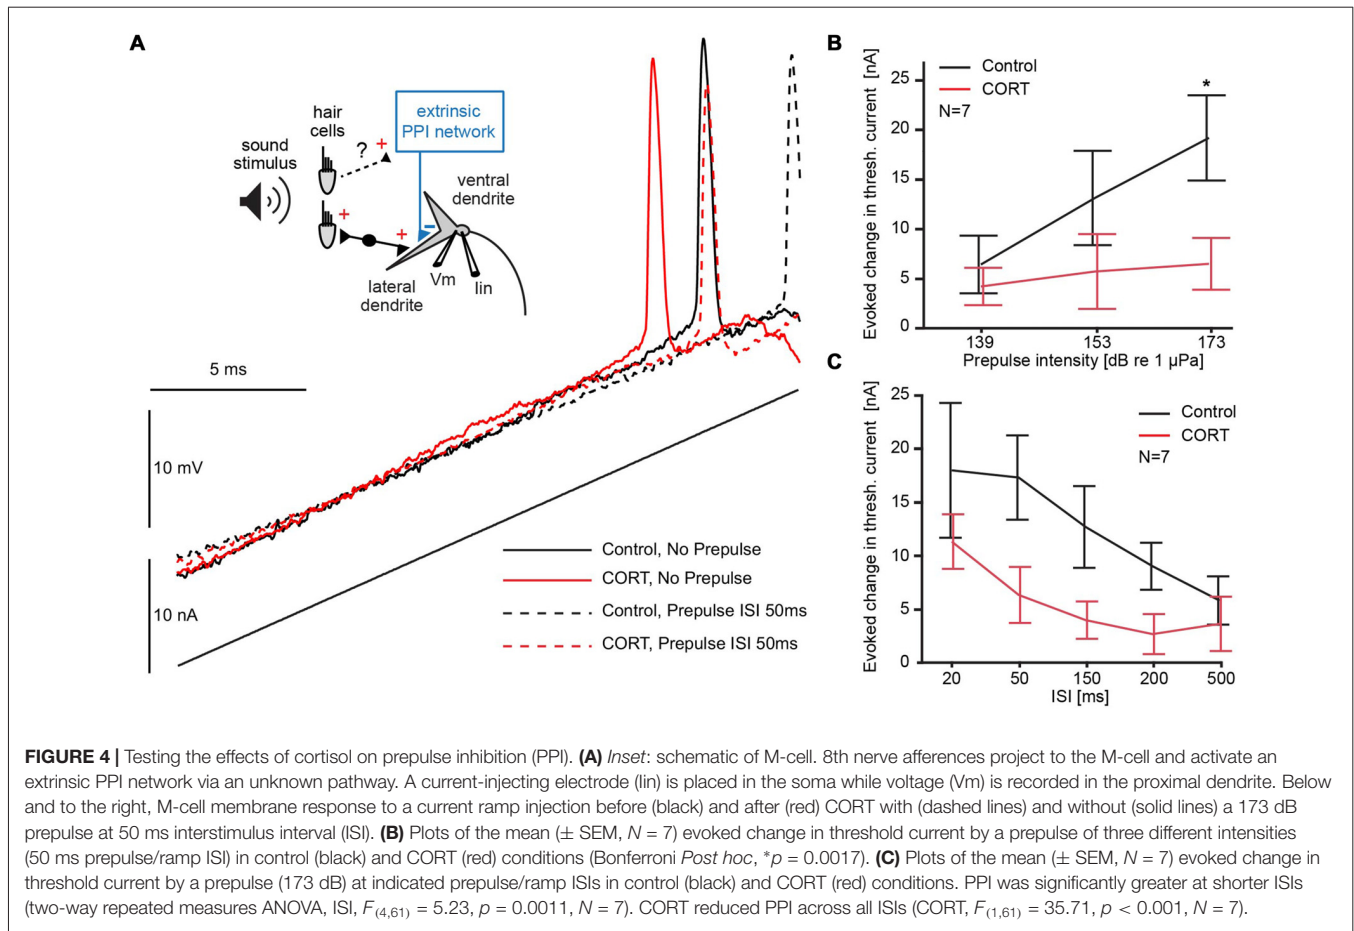 A
sound
stimulus
hair
cells
?
+
+
+
extrinsic
PPI network
-
ventral
dendrite
lateral
dendrite
Vm
Iin
5 ms
10 mV
10 nA
Control, No Prepulse
CORT, No Prepulse
Control, Prepulse ISI 50ms
CORT, Prepulse ISI 50ms
B
Evoked change in thresh. current [nA]
25
20
15
10
5
0
Control
CORT
N=7
*
139 153 173
Prepulse intensity [dB re 1 µPa]
C
Evoked change in thresh. current [nA]
25
20
15
10
5
0
Control
CORT
N=7
20 50 150 200 500
ISI [ms]
FIGURE 4 | Testing the effects of cortisol on prepulse inhibition (PPI). (A) Inset: schematic of M-cell. 8th nerve afferences project to the M-cell and activate an
extrinsic PPI network via an unknown pathway. A current-injecting electrode (Iin) is placed in the soma while voltage (Vm) is recorded in the proximal dendrite. Below
and to the right, M-cell membrane response to a current ramp injection before (black) and after (red) CORT with (dashed lines) and without (solid lines) a 173 dB
prepulse at 50 ms interstimulus interval (ISI). (B) Plots of the mean (± SEM, N = 7) evoked change in threshold current by a prepulse of three different intensities
(50 ms prepulse/ramp ISI) in control (black) and CORT (red) conditions (Bonferroni Post hoc, *p = 0.0017). (C) Plots of the mean (± SEM, N = 7) evoked change in
threshold current by a prepulse (173 dB) at indicated prepulse/ramp ISIs in control (black) and CORT (red) conditions. PPI was significantly greater at shorter ISIs
(two-way repeated measures ANOVA, ISI, F(4,61) = 5.23, p = 0.0011, N = 7). CORT reduced PPI across all ISIs (CORT, F(1,61) = 35.71, p < 0.001, N = 7).